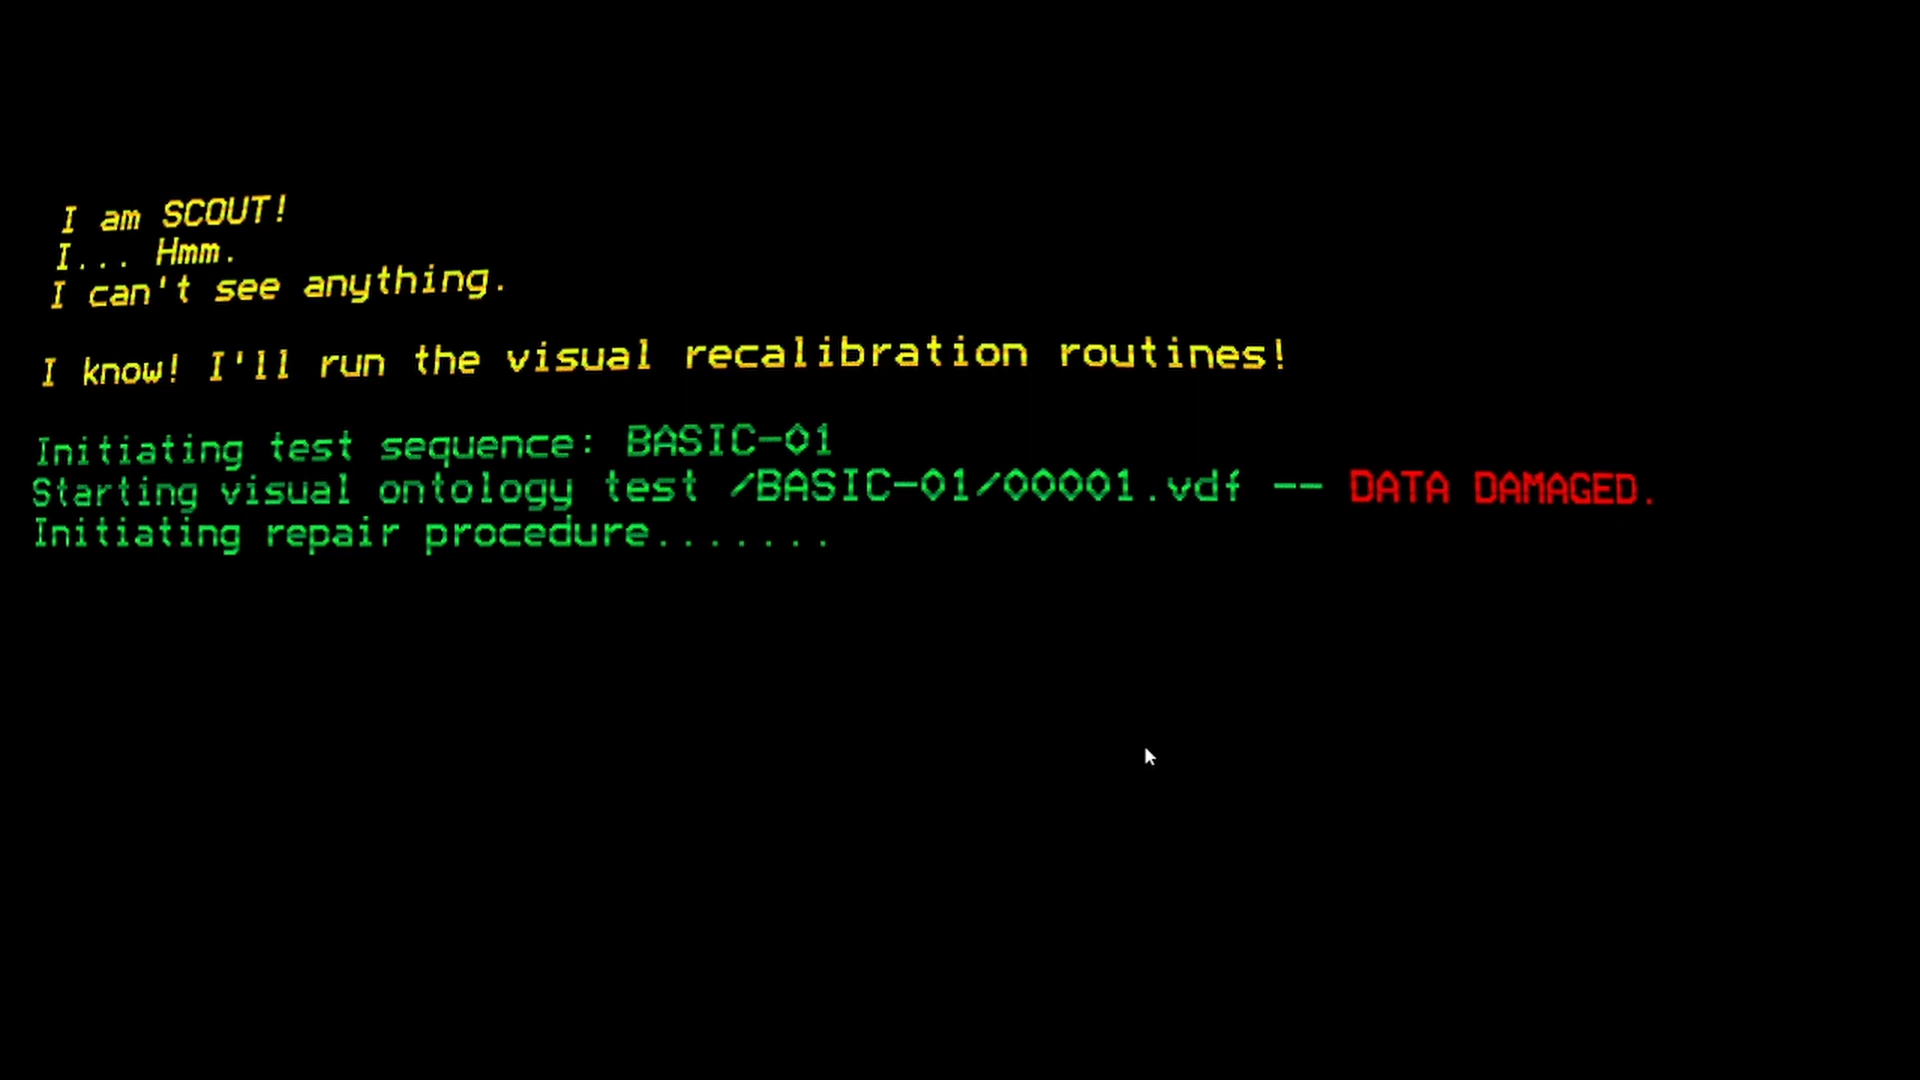 I am SCOUT!
I... Hmm.
I can't see anything.
I know! I'll run the visual recalibration routines!
Initiating test sequence: BASIC-01
Starting visual ontology test /BASIC-01/00001.vdf -- DATA DAMAGED.
Initiating repair procedure.......